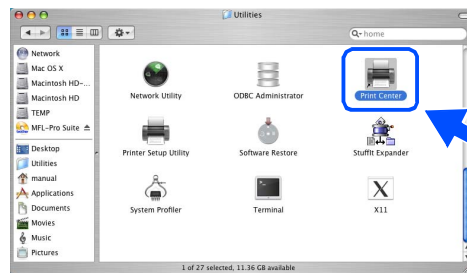 Utilities
home
Network
Mac OS X
Macintosh HD-...
Macintosh HD
TEMP
MFL-Pro Suite
Desktop
Utilities
manual
Applications
Documents
Movies
Music
Pictures
Network Utility
ODBC Administrator
Print Center
Printer Setup Utility
Software Restore
StuffIt Expander
System Profiler
Terminal
X11
1 of 27 selected, 11.36 GB available